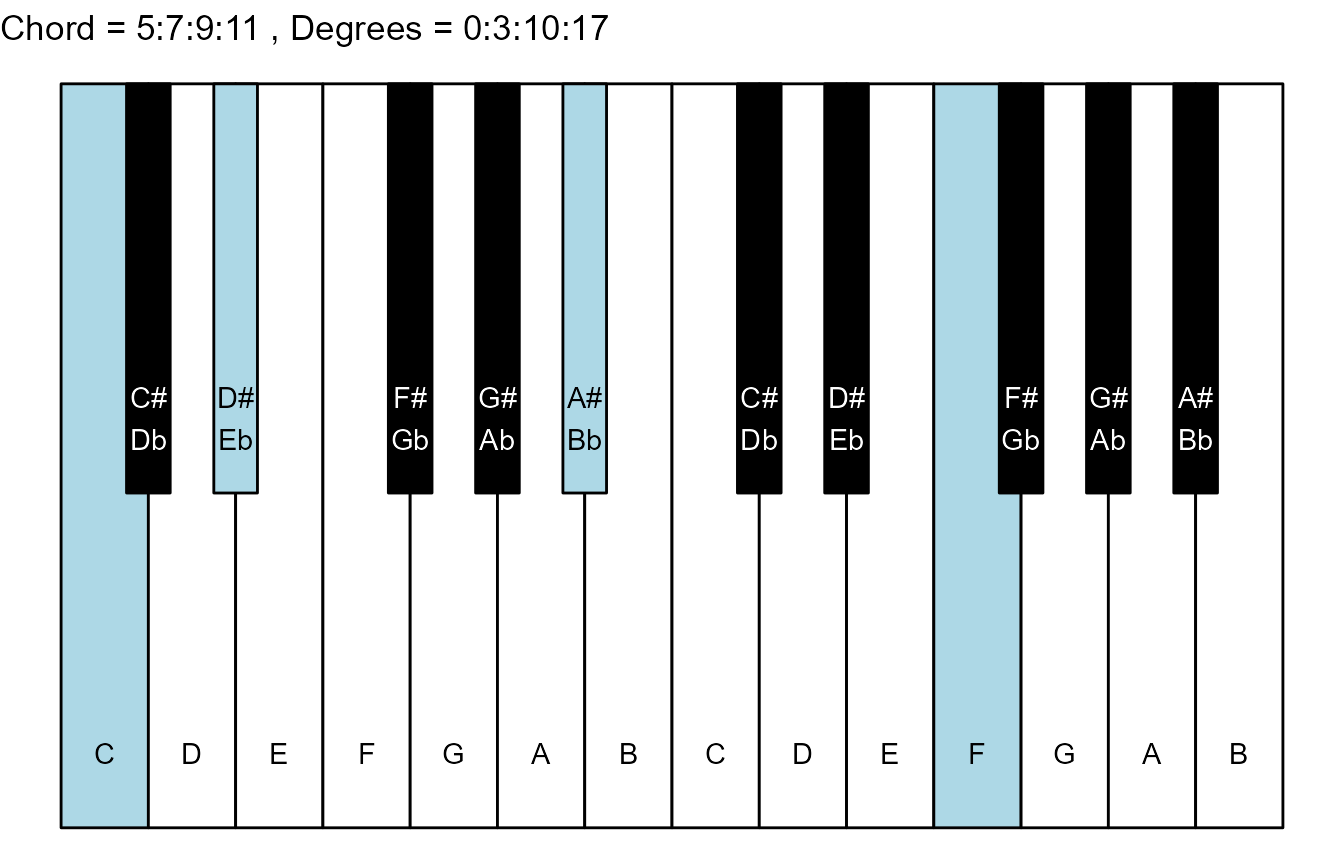 Chord = 5:7:9:11 , Degrees = 0:3:10:17
C# D# F# G# A# C# D# F# G# A#
Db Eb Gb Ab Bb Db Eb Gb Ab Bb
C D E F G A B C D E F G A B